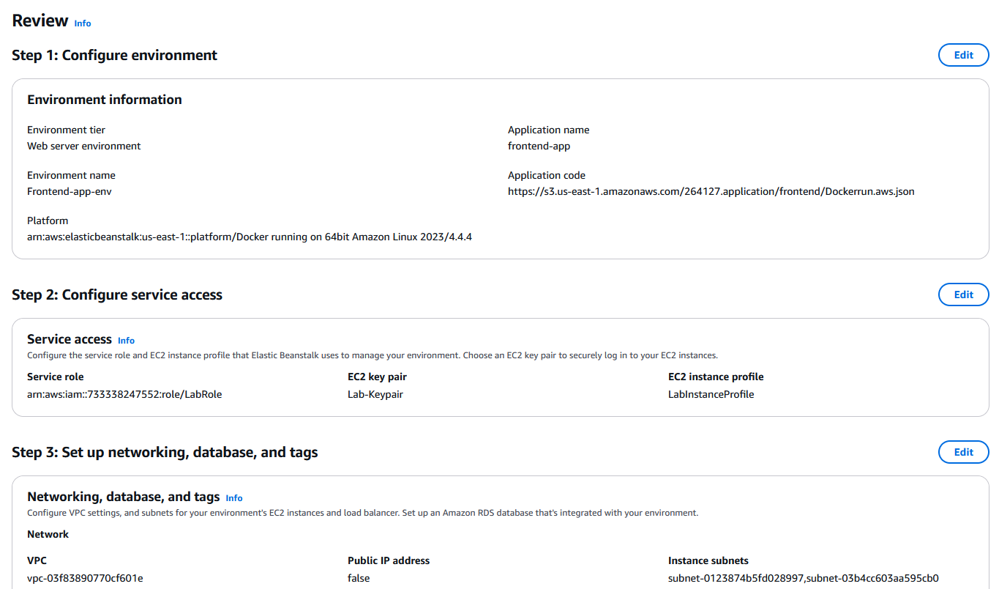 Review Info
Step 1: Configure environment Edit
Environment information
Environment tier Application name
Web server environment frontend-app
Environment name Application code
Frontend-app-env https://s3.us-east-1.amazonaws.com/264127.application/frontend/Dockerrun.aws.json
Platform
arn:aws:elasticbeanstalk:us-east-1::platform/Docker running on 64bit Amazon Linux 2023/4.4.4
Step 2: Configure service access Edit
Service access Info
Configure the service role and EC2 instance profile that Elastic Beanstalk uses to manage your environment. Choose an EC2 key pair to securely log in to your EC2 instances.
Service role EC2 key pair EC2 instance profile
arn:aws:iam::733338247552:role/LabRole Lab-Keypair LabInstanceProfile
Step 3: Set up networking, database, and tags Edit
Networking, database, and tags Info
Configure VPC settings, and subnets for your environment's EC2 instances and load balancer. Set up an Amazon RDS database that's integrated with your environment.
Network
VPC Public IP address Instance subnets
vpc-03f83890770cf601e false subnet-0123874b5fd028997,subnet-03b4cc603aa595cb0